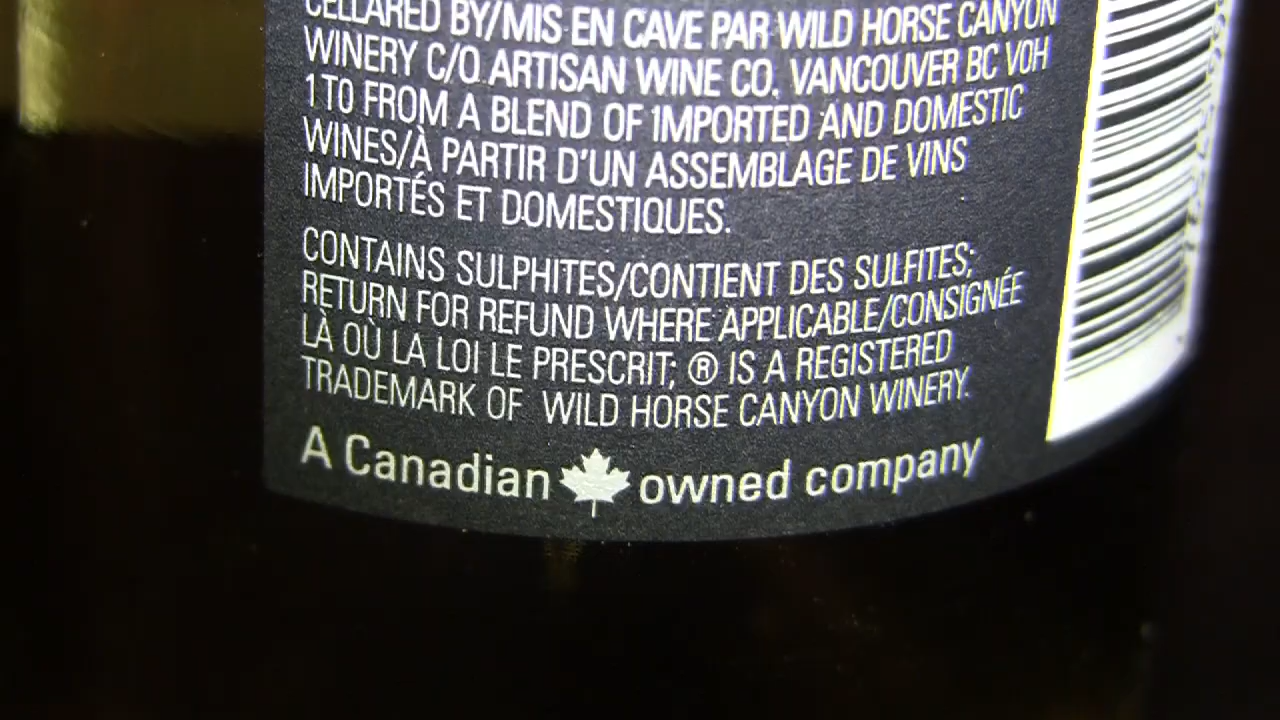 CELLARED BY/MIS EN CAVE PAR WILD HORSE CANYON
WINERY C/O ARTISAN WINE CO. VANCOUVER BC V0H
1T0 FROM A BLEND OF IMPORTED AND DOMESTIC
WINES/À PARTIR D'UN ASSEMBLAGE DE VINS
IMPORTÉS ET DOMESTIQUES.
CONTAINS SULPHITES/CONTIENT DES SULFITES;
RETURN FOR REFUND WHERE APPLICABLE/CONSIGNÉE
LÀ OÙ LA LOI LE PRESCRIT; ® IS A REGISTERED
TRADEMARK OF WILD HORSE CANYON WINERY.
A Canadian owned company